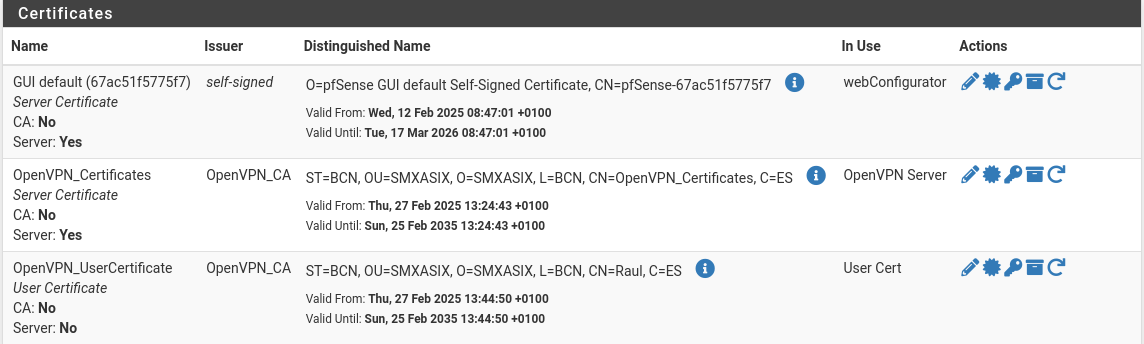 Certificates
Name Issuer Distinguished Name In Use Actions
GUI default (67ac51f5775f7) self-signed O=pfSense GUI default Self-Signed Certificate, CN=pfSense-67ac51f5775f7 webConfigurator
Server Certificate
CA: No
Server: Yes
Valid From: Wed, 12 Feb 2025 08:47:01 +0100
Valid Until: Tue, 17 Mar 2026 08:47:01 +0100
OpenVPN_Certificates OpenVPN_CA ST=BCN, OU=SMXASIX, O=SMXASIX, L=BCN, CN=OpenVPN_Certificates, C=ES OpenVPN Server
Server Certificate
CA: No
Server: Yes
Valid From: Thu, 27 Feb 2025 13:24:43 +0100
Valid Until: Sun, 25 Feb 2035 13:24:43 +0100
OpenVPN_UserCertificate OpenVPN_CA ST=BCN, OU=SMXASIX, O=SMXASIX, L=BCN, CN=Raul, C=ES User Cert
User Certificate
CA: No
Server: No
Valid From: Thu, 27 Feb 2025 13:44:50 +0100
Valid Until: Sun, 25 Feb 2035 13:44:50 +0100